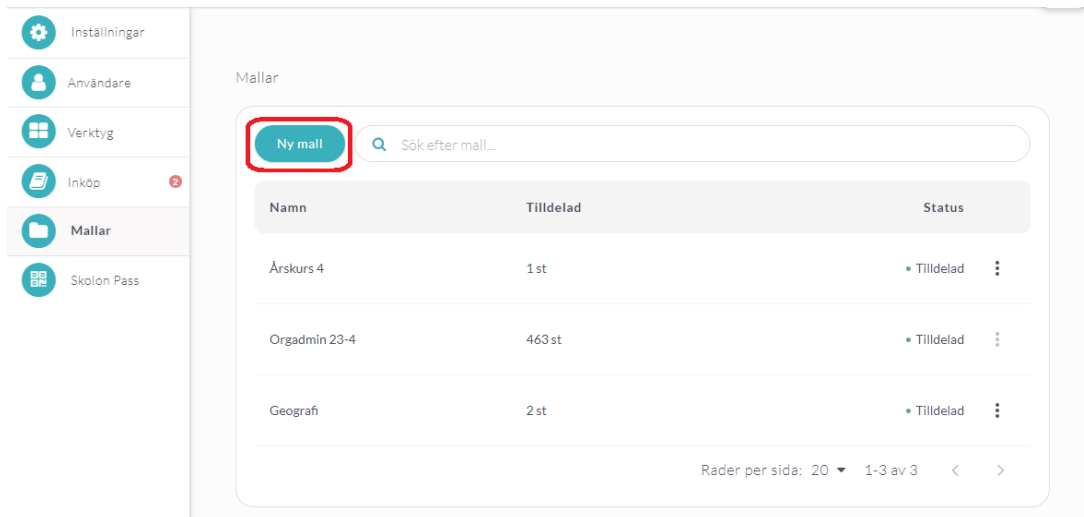 Inställningar
Användare
Verktyg
Inköp 2
Mallar
Skolon Pass
Mallar
Ny mall Sök efter mall...
Namn Tilldelad Status
Årskurs 4 1 st Tilldelad
Orgadmin 23-4 463 st Tilldelad
Geografi 2 st Tilldelad
Rader per sida: 20 1-3 av 3